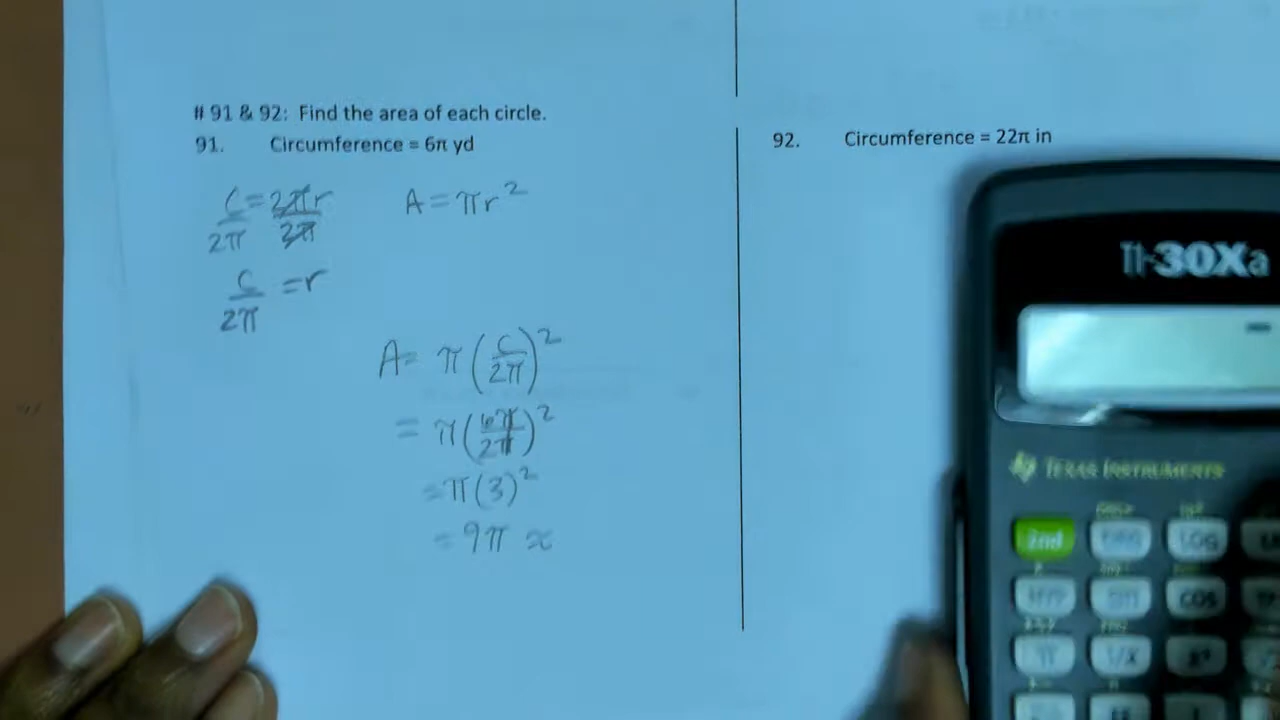 # 91 & 92: Find the area of each circle.
91. Circumference = 6π yd
C = 2πr
2π 2π
C = r
2π
A = πr²
A = π(C/2π)²
= π(6π/2π)²
= π(3)²
= 9π ≈
92. Circumference = 22π in
TI-30Xa
TEXAS INSTRUMENTS
2nd
LOG
COS
π
1/x